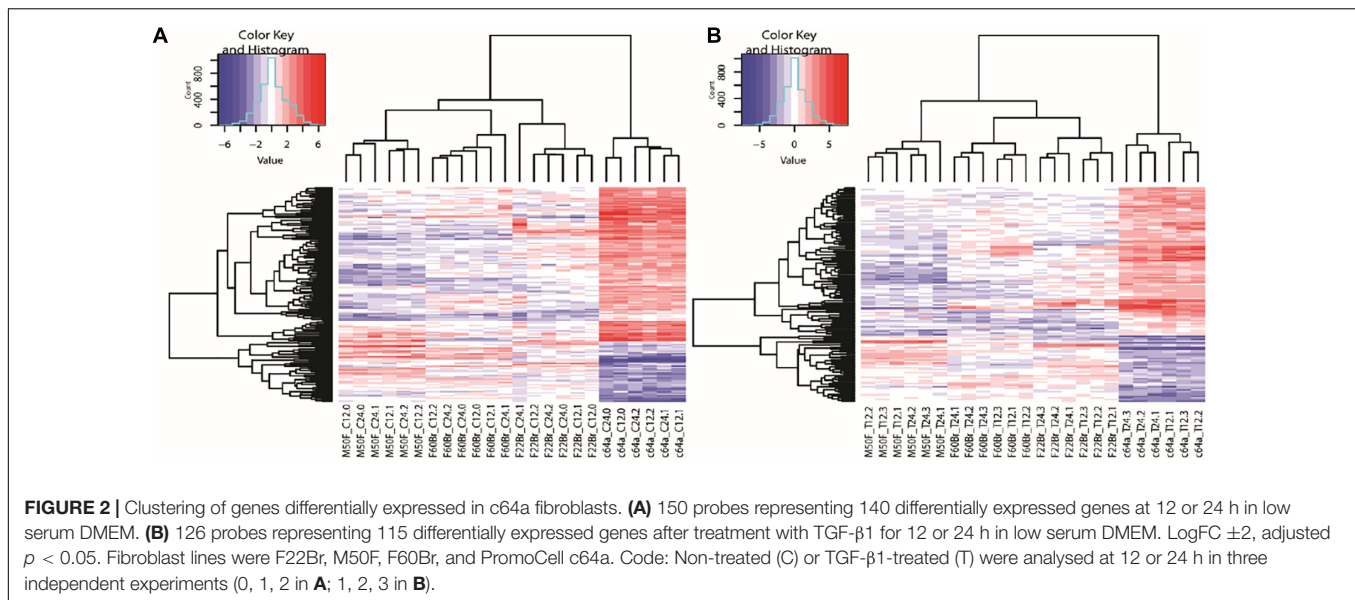 A
Color Key
and Histogram
Count
0 400 800
-6 -2 0 2 6
Value
M50F_C12.0
M50F_C24.0
M50F_C24.1
M50F_C12.1
M50F_C24.2
M50F_C12.2
F60Br_C12.2
F60Br_C24.2
F60Br_C24.0
F60Br_C12.0
F60Br_C12.1
F60Br_C24.1
F22Br_C24.1
F22Br_C12.2
F22Br_C24.2
F22Br_C24.0
F22Br_C12.1
F22Br_C12.0
c64a_C24.0
c64a_C12.0
c64a_C24.2
c64a_C12.2
c64a_C24.1
c64a_C12.1
B
Color Key
and Histogram
Count
0 400 800
-5 0 5
Value
M50F_T12.2
M50F_T12.3
M50F_T12.1
M50F_T24.2
M50F_T24.3
M50F_T24.1
F60Br_T24.1
F60Br_T24.2
F60Br_T24.3
F60Br_T12.3
F60Br_T12.1
F60Br_T12.2
F22Br_T24.3
F22Br_T24.2
F22Br_T24.1
F22Br_T12.3
F22Br_T12.2
F22Br_T12.1
c64a_T24.3
c64a_T24.2
c64a_T24.1
c64a_T12.1
c64a_T12.3
c64a_T12.2
FIGURE 2 | Clustering of genes differentially expressed in c64a fibroblasts. (A) 150 probes representing 140 differentially expressed genes at 12 or 24 h in low
serum DMEM. (B) 126 probes representing 115 differentially expressed genes after treatment with TGF-β1 for 12 or 24 h in low serum DMEM. LogFC ±2, adjusted
p < 0.05. Fibroblast lines were F22Br, M50F, F60Br, and PromoCell c64a. Code: Non-treated (C) or TGF-β1-treated (T) were analysed at 12 or 24 h in three
independent experiments (0, 1, 2 in A; 1, 2, 3 in B).